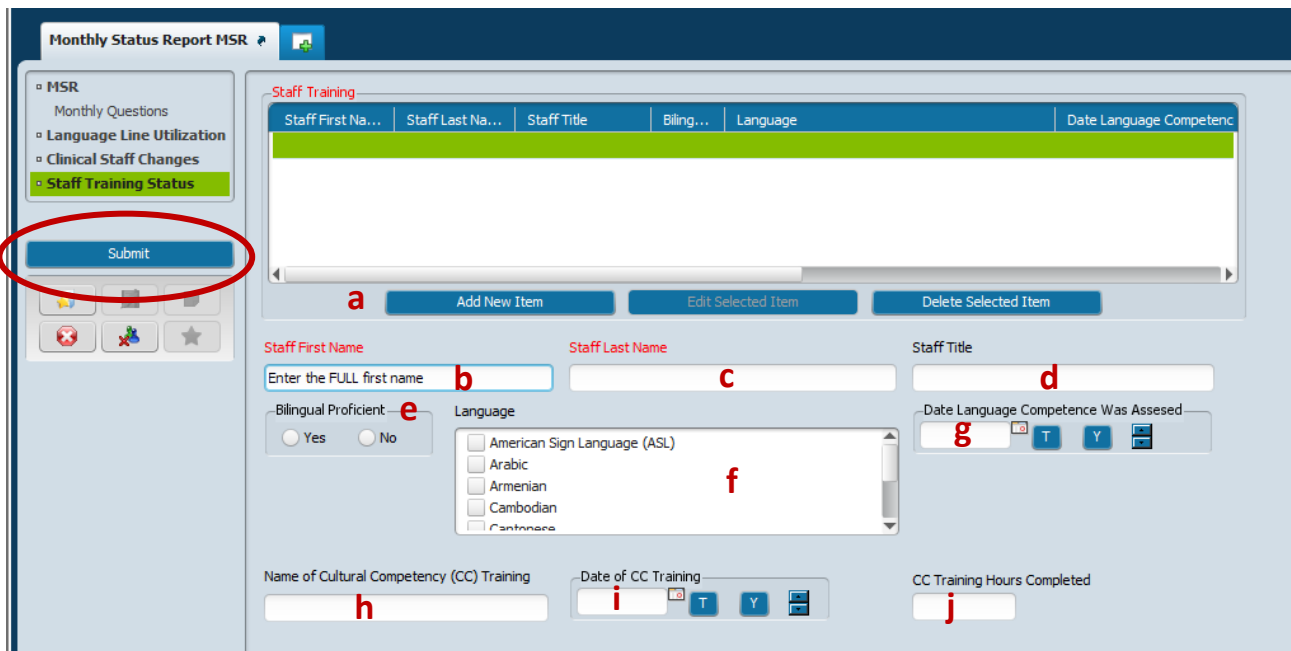 Monthly Status Report MSR
MSR
Monthly Questions
Language Line Utilization
Clinical Staff Changes
Staff Training Status
Submit
Staff Training
Staff First Na... Staff Last Na... Staff Title Biling... Language Date Language Competenc
a Add New Item Edit Selected Item Delete Selected Item
Staff First Name Staff Last Name Staff Title
Enter the FULL first name b c d
Bilingual Proficient e Language Date Language Competence Was Assesed
Yes No g T Y
American Sign Language (ASL)
Arabic
Armenian f
Cambodian
Cantonese
Name of Cultural Competency (CC) Training Date of CC Training CC Training Hours Completed
h i T Y j